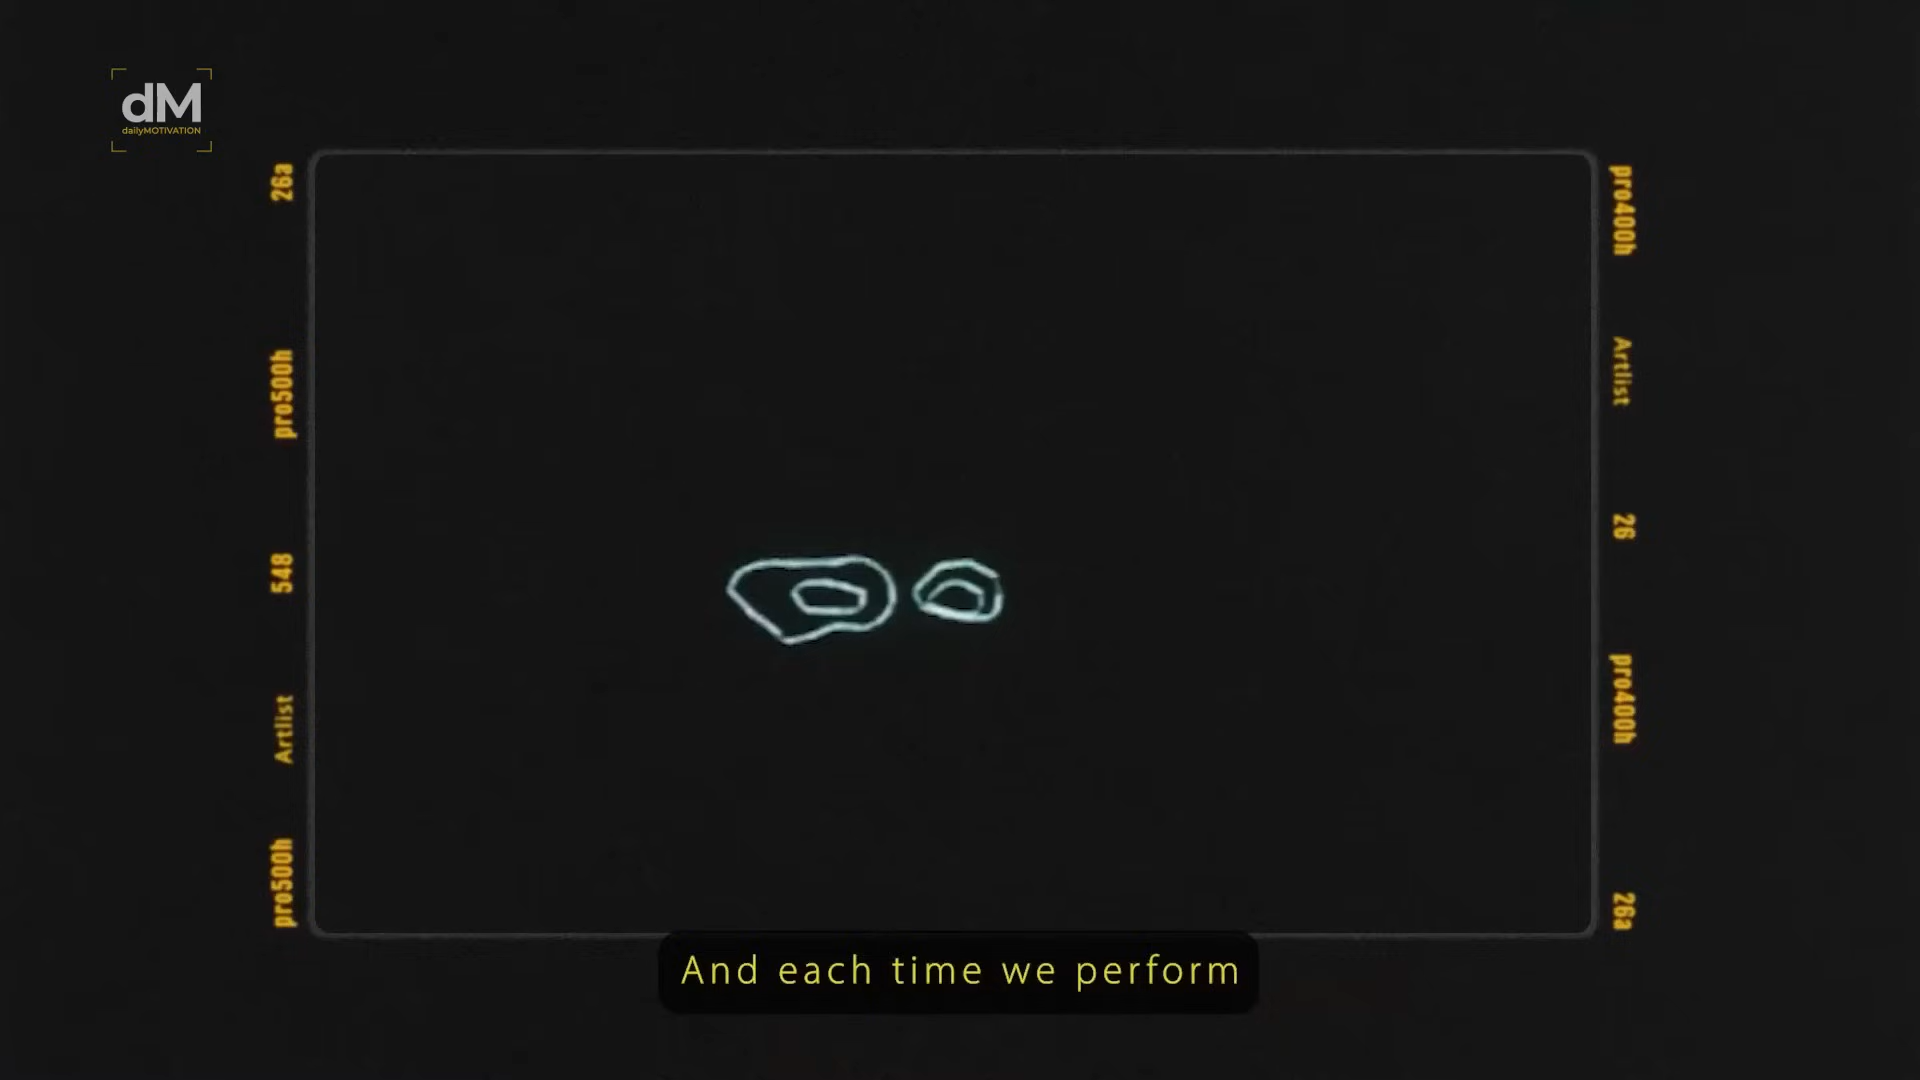 dM
dailyMOTIVATION
26a
pro500h
548
Artlist
pro500h
pro400h
Artlist
26
pro400h
26a
And each time we perform